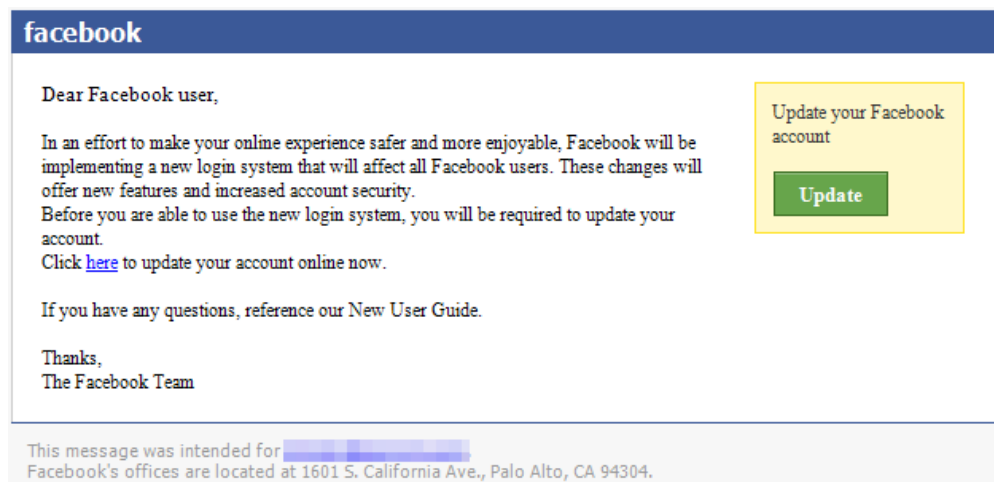 facebook
Dear Facebook user,
In an effort to make your online experience safer and more enjoyable, Facebook will be
implementing a new login system that will affect all Facebook users. These changes will
offer new features and increased account security.
Before you are able to use the new login system, you will be required to update your
account.
Click here to update your account online now.
If you have any questions, reference our New User Guide.
Thanks,
The Facebook Team
Update your Facebook
account
Update
This message was intended for
Facebook's offices are located at 1601 S. California Ave., Palo Alto, CA 94304.